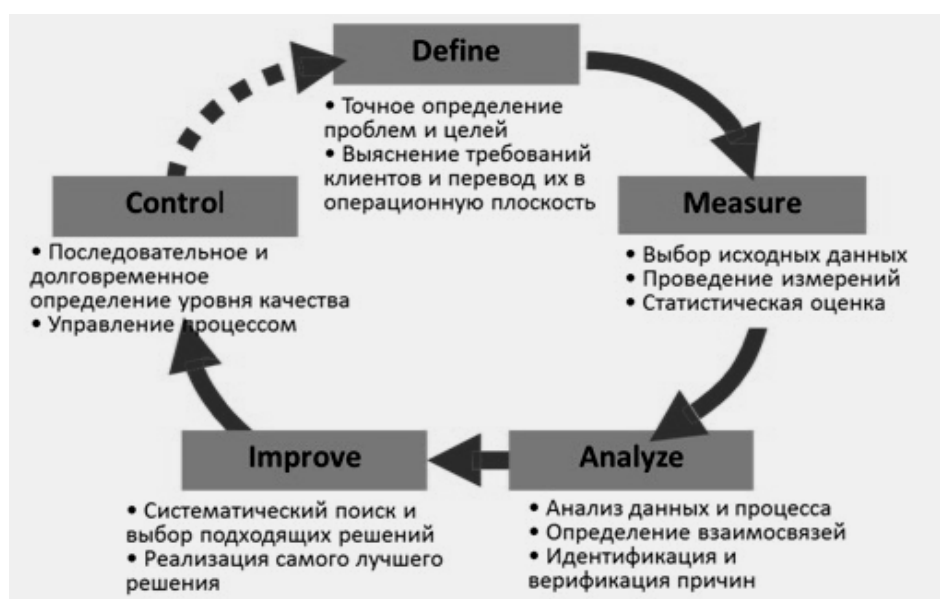 Define
• Точное определение
проблем и целей
• Выяснение требований
клиентов и перевод их в
операционную плоскость
Measure
• Выбор исходных данных
• Проведение измерений
• Статистическая оценка
Analyze
• Анализ данных и процесса
• Определение взаимосвязей
• Идентификация и
верификация причин
Improve
• Систематический поиск и
выбор подходящих решений
• Реализация самого лучшего
решения
Control
• Последовательное и
долговременное
определение уровня качества
• Управление процессом